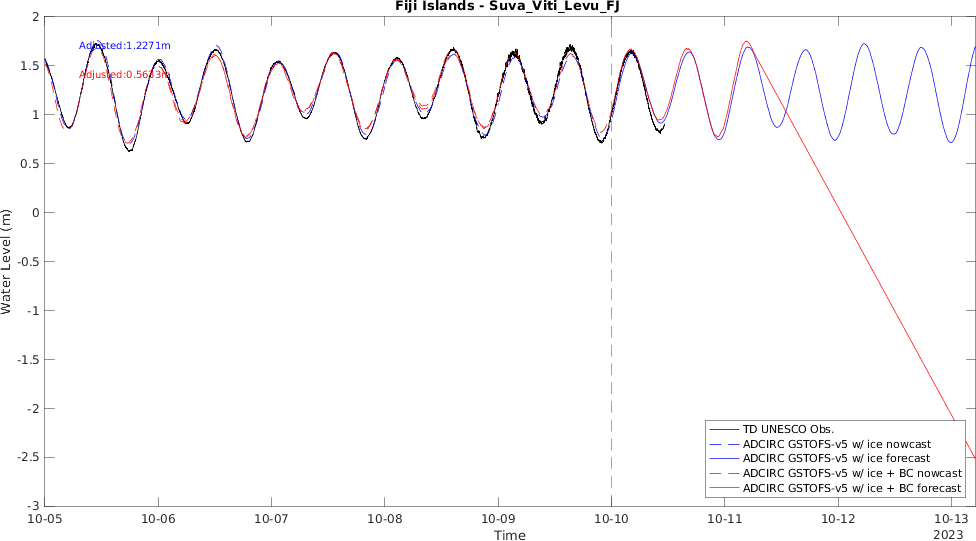 Fiji Islands - Suva_Viti_Levu_FJ
2
1.5
1
0.5
0
-0.5
-1
-1.5
-2
-2.5
-3
Water Level (m)
Adjusted:1.2271m
Adjusted:0.5633m
TD UNESCO Obs.
ADCIRC GSTOFS-v5 w/ ice nowcast
ADCIRC GSTOFS-v5 w/ ice forecast
ADCIRC GSTOFS-v5 w/ ice + BC nowcast
ADCIRC GSTOFS-v5 w/ ice + BC forecast
10-05 10-06 10-07 10-08 10-09 10-10 10-11 10-12 10-13
2023
Time